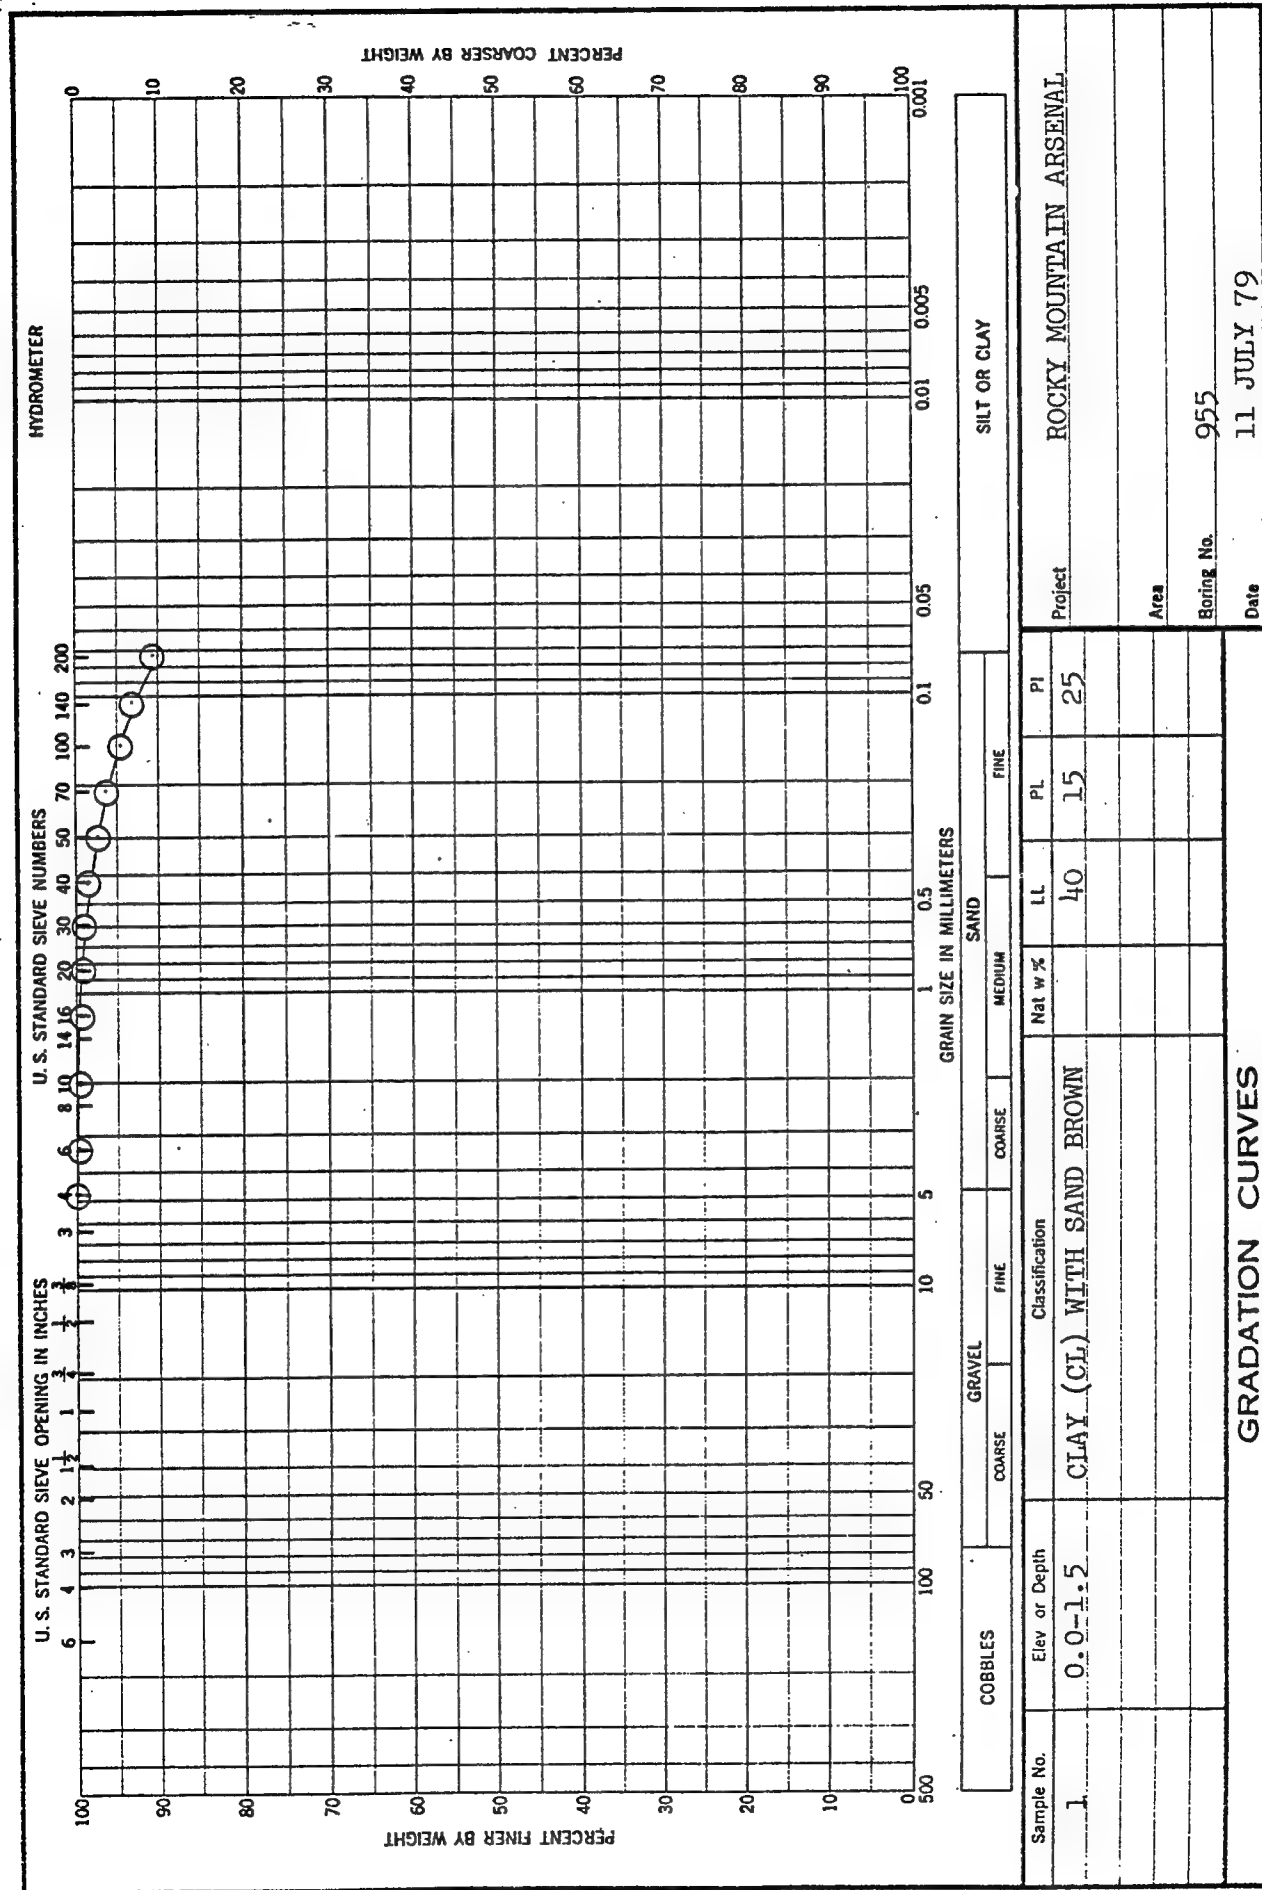 U. S. STANDARD SIEVE OPENING IN INCHES
U. S. STANDARD SIEVE NUMBERS
HYDROMETER
6 4 3 2 1½ 1 ¾ ½ ⅜ 3 4 6 8 10 14 16 20 30 40 50 70 100 140 200
PERCENT FINER BY WEIGHT
100
90
80
70
60
50
40
30
20
10
0
PERCENT COARSER BY WEIGHT
0
10
20
30
40
50
60
70
80
90
100
500 100 50 10 5 1 0.5 0.1 0.05 0.01 0.005 0.001
GRAIN SIZE IN MILLIMETERS
COBBLES
GRAVEL
COARSE FINE
SAND
COARSE MEDIUM FINE
SILT OR CLAY
Sample No. Elev or Depth Classification Nat w % LL PL PI
1 0.0-1.5 CLAY (CL) WITH SAND BROWN 40 15 25
Project ROCKY MOUNTAIN ARSENAL
Area
Boring No. 955
Date 11 JULY 79
GRADATION CURVES